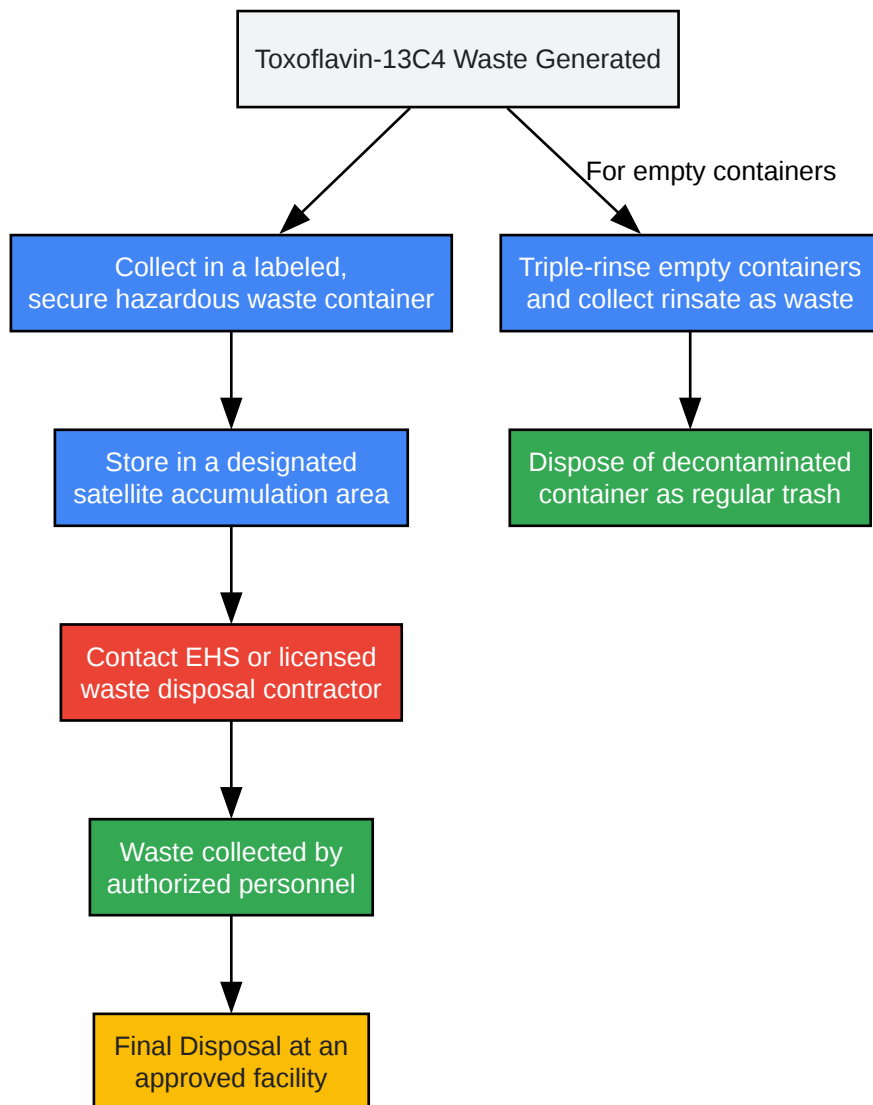 Toxoflavin-13C4 Waste Generated
For empty containers
Collect in a labeled,
secure hazardous waste container
Triple-rinse empty containers
and collect rinsate as waste
Store in a designated
satellite accumulation area
Dispose of decontaminated
container as regular trash
Contact EHS or licensed
waste disposal contractor
Waste collected by
authorized personnel
Final Disposal at an
approved facility